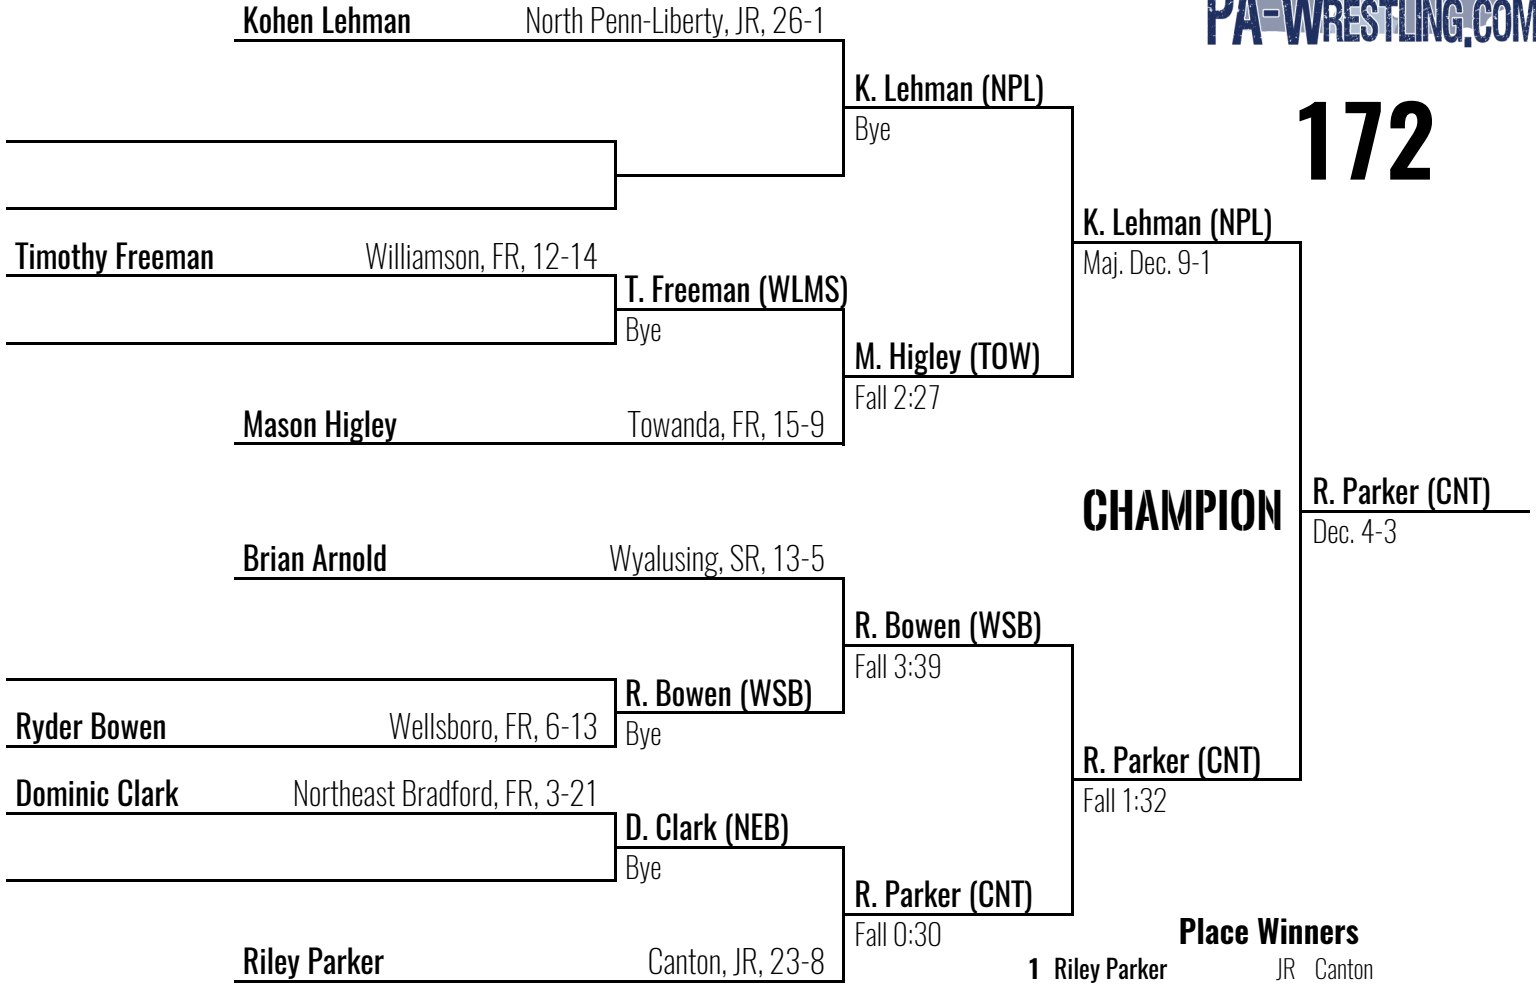 Kohen Lehman North Penn-Liberty, JR, 26-1
PA-WRESTLING.COM
K. Lehman (NPL)
Bye
172
K. Lehman (NPL)
Maj. Dec. 9-1
Timothy Freeman Williamson, FR, 12-14
T. Freeman (WLMS)
Bye
M. Higley (TOW)
Fall 2:27
Mason Higley Towanda, FR, 15-9
CHAMPION
R. Parker (CNT)
Dec. 4-3
Brian Arnold Wyalusing, SR, 13-5
R. Bowen (WSB)
Fall 3:39
R. Bowen (WSB)
Bye
Ryder Bowen Wellsboro, FR, 6-13
R. Parker (CNT)
Fall 1:32
Dominic Clark Northeast Bradford, FR, 3-21
D. Clark (NEB)
Bye
R. Parker (CNT)
Fall 0:30
Riley Parker Canton, JR, 23-8
Place Winners
1 Riley Parker JR Canton